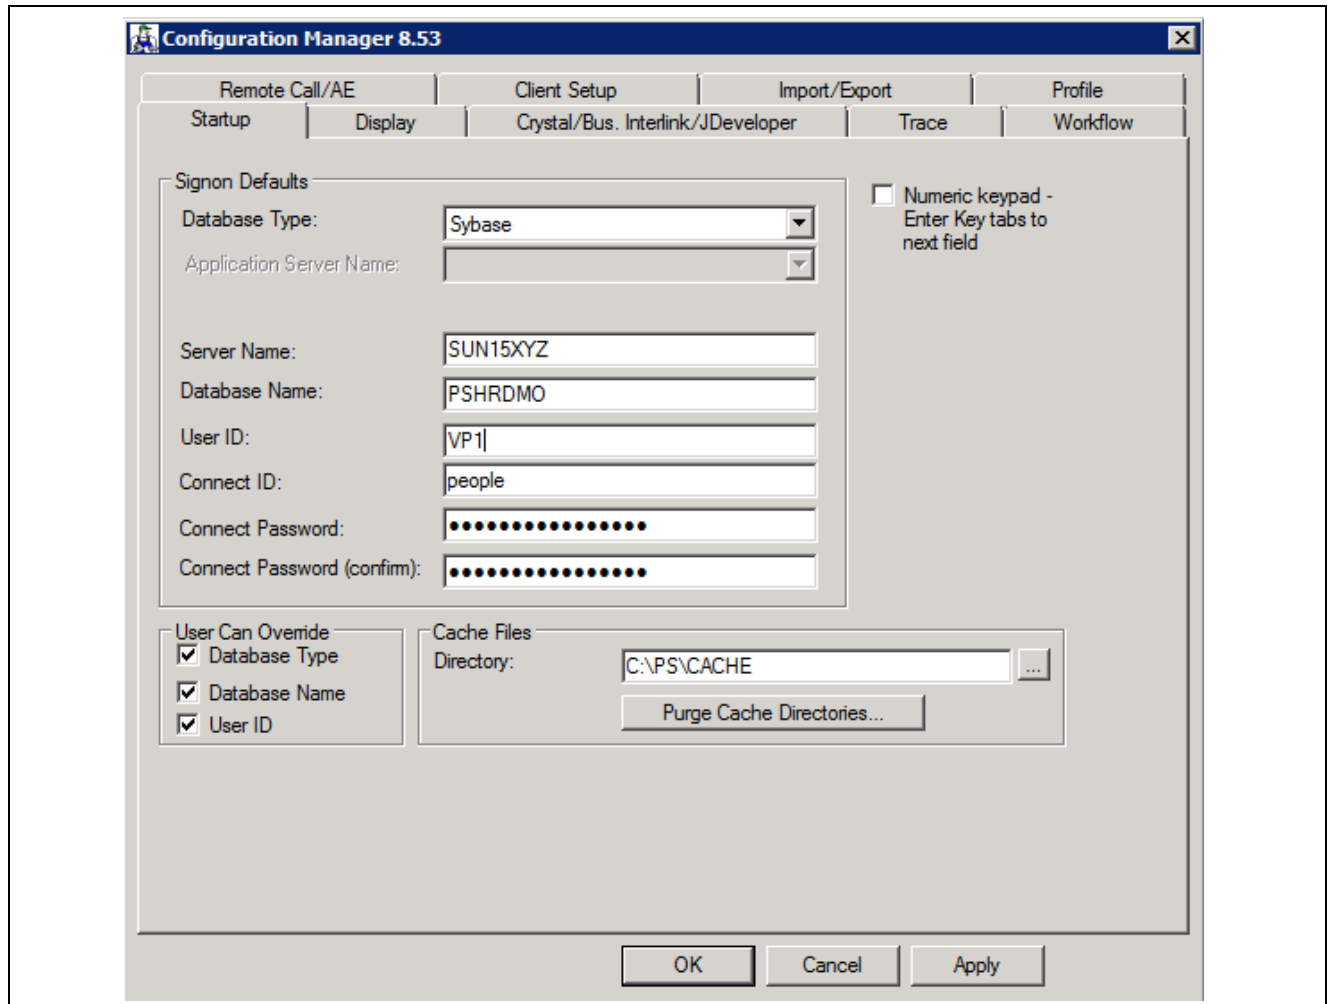 Configuration Manager 8.53
Remote Call/AE Client Setup Import/Export Profile
Startup Display Crystal/Bus. Interlink/JDeveloper Trace Workflow
Signon Defaults
Database Type: Sybase
Application Server Name:
Numeric keypad -
Enter Key tabs to
next field
Server Name: SUN15XYZ
Database Name: PSHRDMO
User ID: VP1
Connect ID: people
Connect Password: ●●●●●●●●●●●●●●●●
Connect Password (confirm): ●●●●●●●●●●●●●●●●
User Can Override
Database Type
Database Name
User ID
Cache Files
Directory: C:\PS\CACHE ...
Purge Cache Directories...
OK Cancel Apply